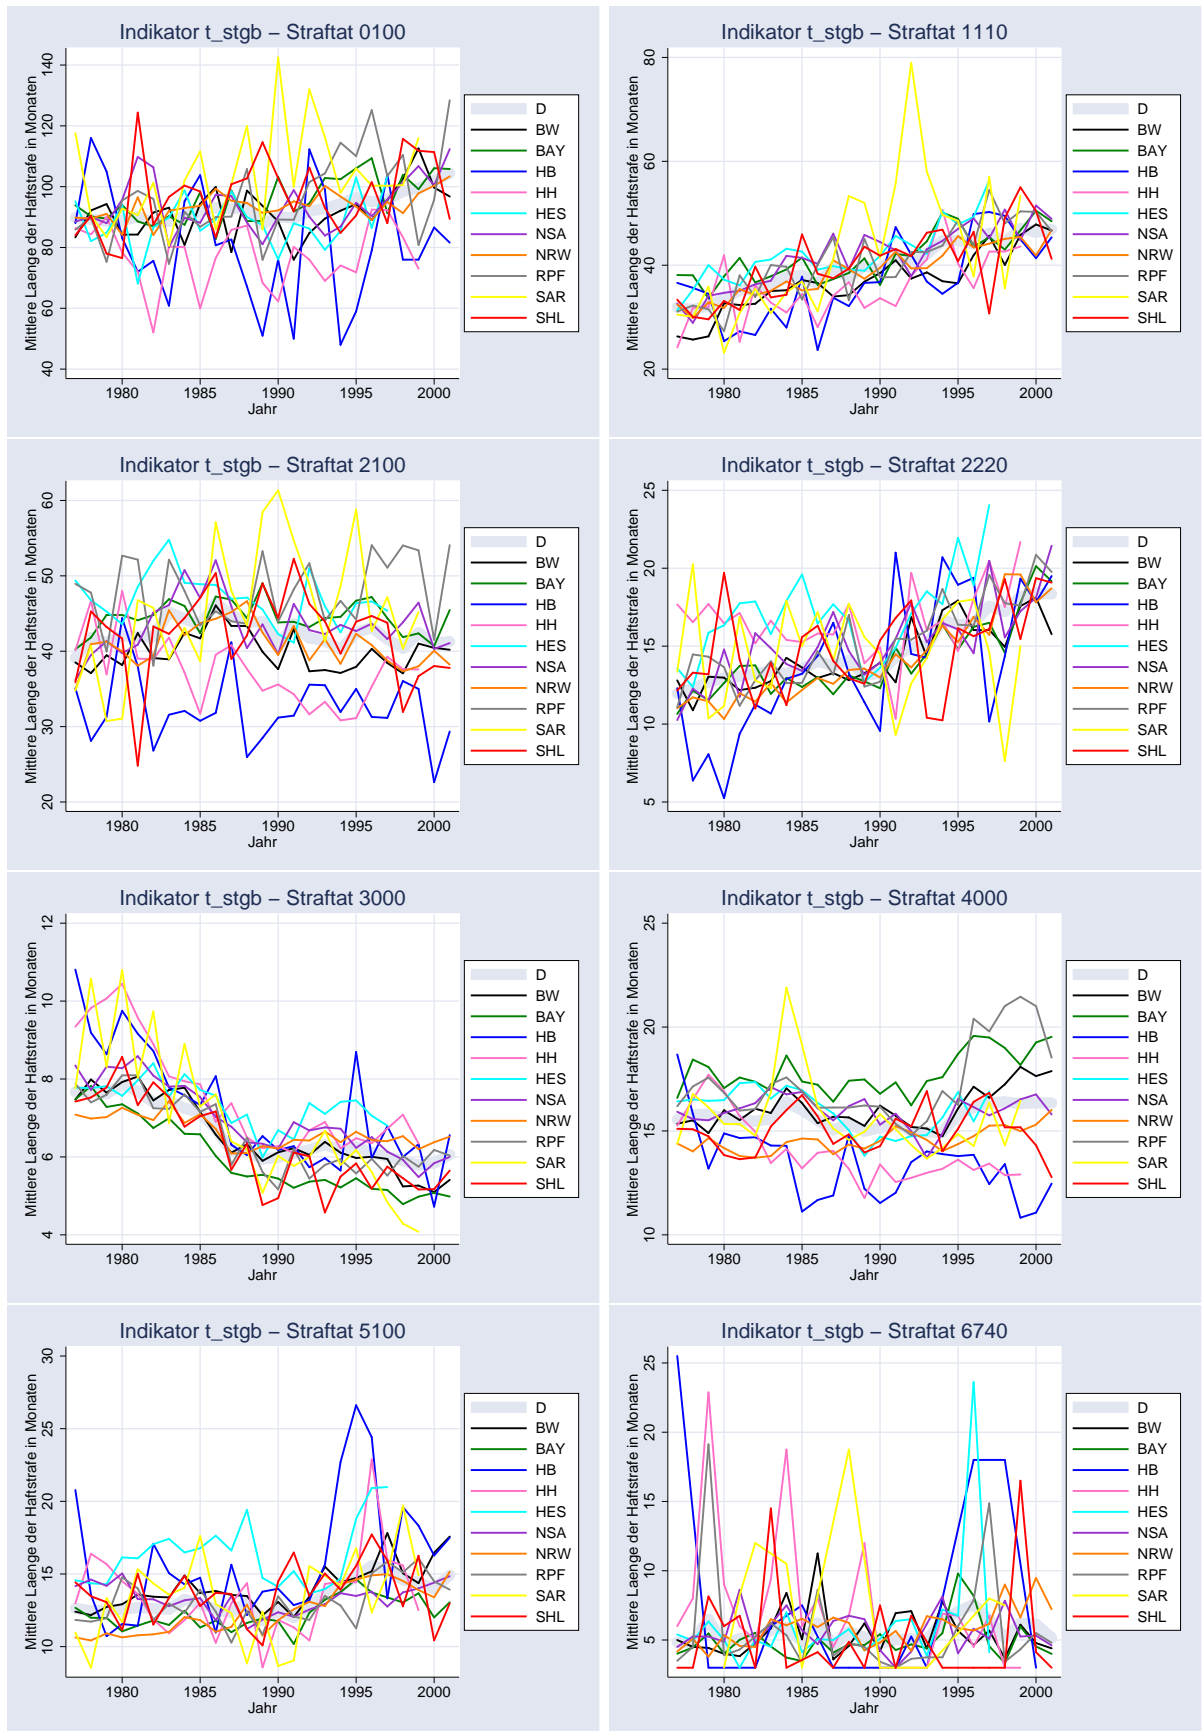 Indikator t_stgb – Straftat 0100
Mittlere Laenge der Haftstrafe in Monaten
40 60 80 100 120 140
1980 1985 1990 1995 2000
Jahr
D
BW
BAY
HB
HH
HES
NSA
NRW
RPF
SAR
SHL
Indikator t_stgb – Straftat 1110
Mittlere Laenge der Haftstrafe in Monaten
20 40 60 80
1980 1985 1990 1995 2000
Jahr
D
BW
BAY
HB
HH
HES
NSA
NRW
RPF
SAR
SHL
Indikator t_stgb – Straftat 2100
Mittlere Laenge der Haftstrafe in Monaten
20 30 40 50 60
1980 1985 1990 1995 2000
Jahr
D
BW
BAY
HB
HH
HES
NSA
NRW
RPF
SAR
SHL
Indikator t_stgb – Straftat 2220
Mittlere Laenge der Haftstrafe in Monaten
5 10 15 20 25
1980 1985 1990 1995 2000
Jahr
D
BW
BAY
HB
HH
HES
NSA
NRW
RPF
SAR
SHL
Indikator t_stgb – Straftat 3000
Mittlere Laenge der Haftstrafe in Monaten
4 6 8 10 12
1980 1985 1990 1995 2000
Jahr
D
BW
BAY
HB
HH
HES
NSA
NRW
RPF
SAR
SHL
Indikator t_stgb – Straftat 4000
Mittlere Laenge der Haftstrafe in Monaten
10 15 20 25
1980 1985 1990 1995 2000
Jahr
D
BW
BAY
HB
HH
HES
NSA
NRW
RPF
SAR
SHL
Indikator t_stgb – Straftat 5100
Mittlere Laenge der Haftstrafe in Monaten
10 15 20 25 30
1980 1985 1990 1995 2000
Jahr
D
BW
BAY
HB
HH
HES
NSA
NRW
RPF
SAR
SHL
Indikator t_stgb – Straftat 6740
Mittlere Laenge der Haftstrafe in Monaten
5 10 15 20 25
1980 1985 1990 1995 2000
Jahr
D
BW
BAY
HB
HH
HES
NSA
NRW
RPF
SAR
SHL